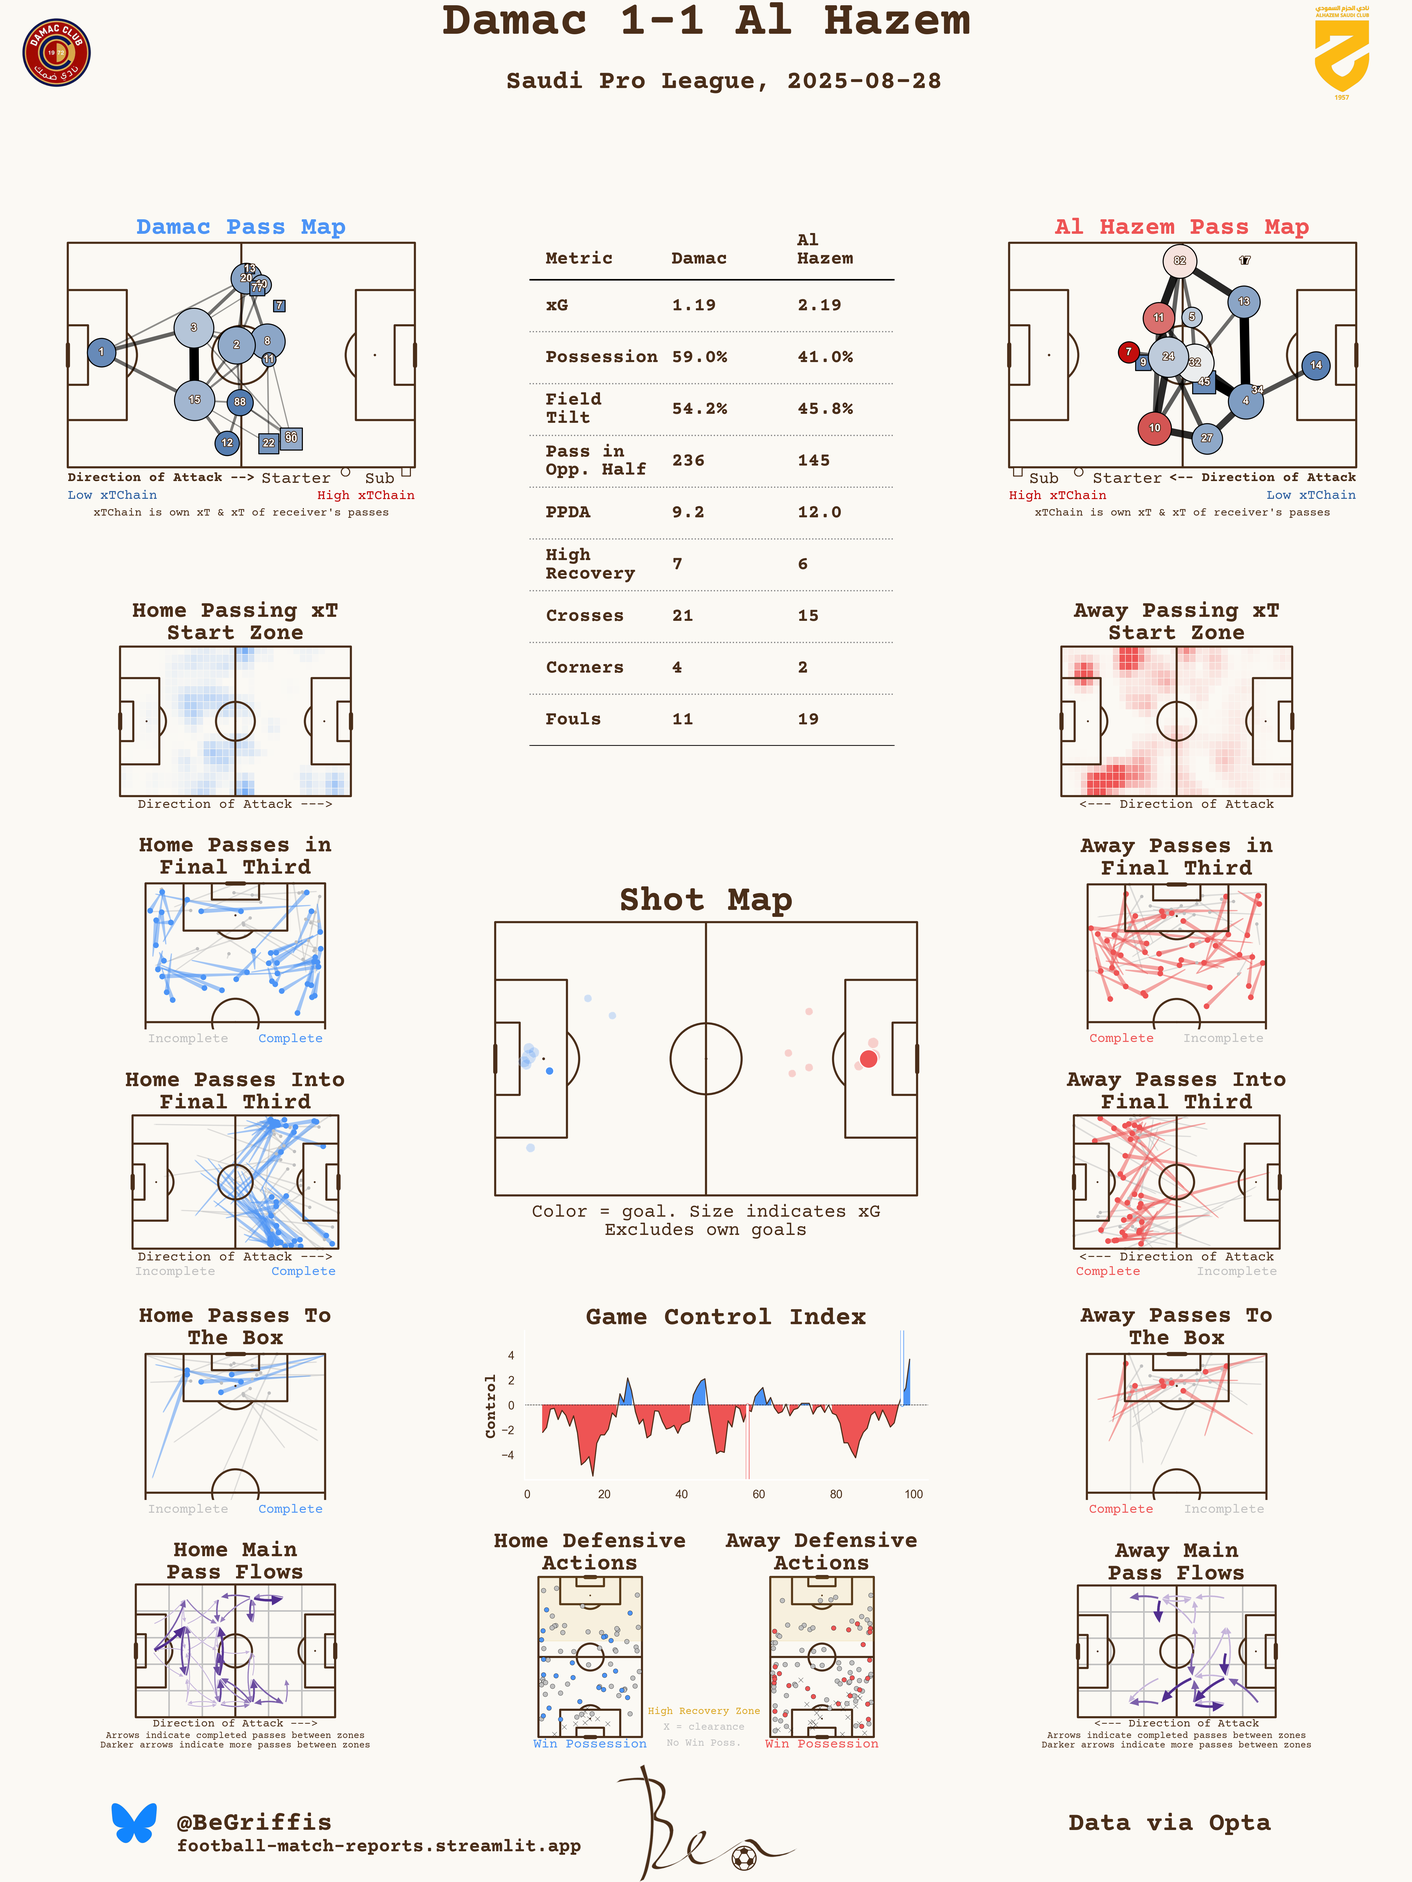 Damac 1-1 Al Hazem
Saudi Pro League, 2025-08-28
DAMAC CLUB
19 72
نادي ضمك
نادي الحزم السعودي
ALHAZEM SAUDI CLUB
1957
Damac Pass Map
1
3
15
20
13
77
7
2
8
11
88
12
22
90
Direction of Attack --> Starter Sub
Low xTChain High xTChain
xTChain is own xT & xT of receiver's passes
Metric Damac Al Hazem
xG 1.19 2.19
Possession 59.0% 41.0%
Field Tilt 54.2% 45.8%
Pass in Opp. Half 236 145
PPDA 9.2 12.0
High Recovery 7 6
Crosses 21 15
Corners 4 2
Fouls 11 19
Al Hazem Pass Map
82
17
13
11
5
7
9
24
32
45
34
4
14
10
27
Sub Starter <-- Direction of Attack
High xTChain Low xTChain
xTChain is own xT & xT of receiver's passes
Home Passing xT
Start Zone
Direction of Attack --->
Away Passing xT
Start Zone
<--- Direction of Attack
Home Passes in
Final Third
Incomplete Complete
Away Passes in
Final Third
Complete Incomplete
Shot Map
Color = goal. Size indicates xG
Excludes own goals
Home Passes Into
Final Third
Direction of Attack --->
Incomplete Complete
Away Passes Into
Final Third
<--- Direction of Attack
Complete Incomplete
Home Passes To
The Box
Incomplete Complete
Game Control Index
Control
4
2
0
−2
−4
0 20 40 60 80 100
Away Passes To
The Box
Complete Incomplete
Home Main
Pass Flows
Direction of Attack --->
Arrows indicate completed passes between zones
Darker arrows indicate more passes between zones
Home Defensive
Actions
Win Possession
High Recovery Zone
X = clearance
No Win Poss.
Away Defensive
Actions
Win Possession
Away Main
Pass Flows
<--- Direction of Attack
Arrows indicate completed passes between zones
Darker arrows indicate more passes between zones
@BeGriffis
football-match-reports.streamlit.app
Ben
Data via Opta